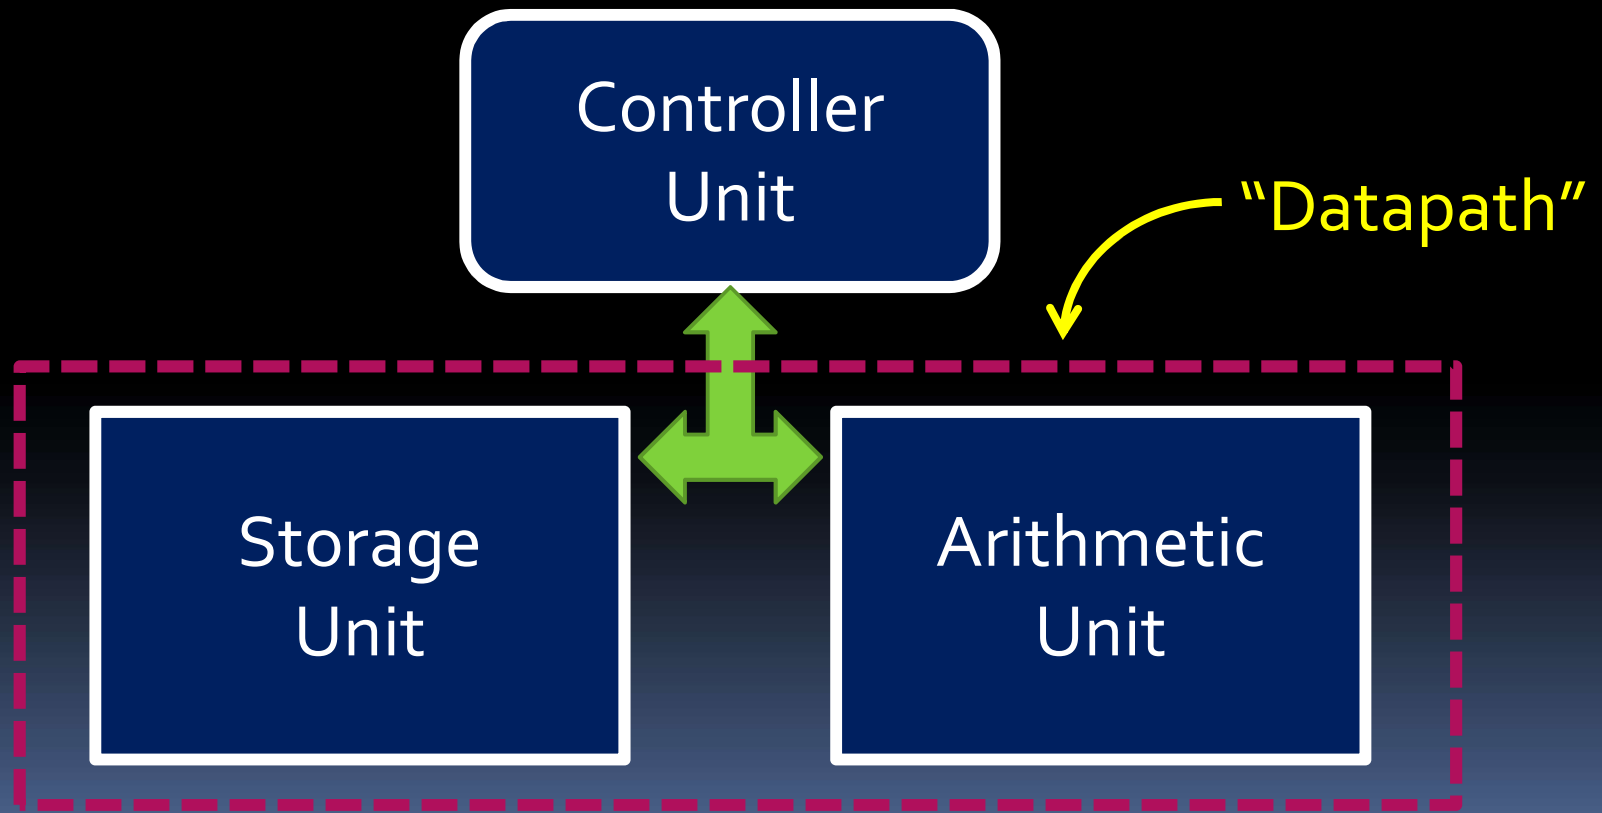 Controller
Unit
“Datapath”
Storage
Unit
Arithmetic
Unit